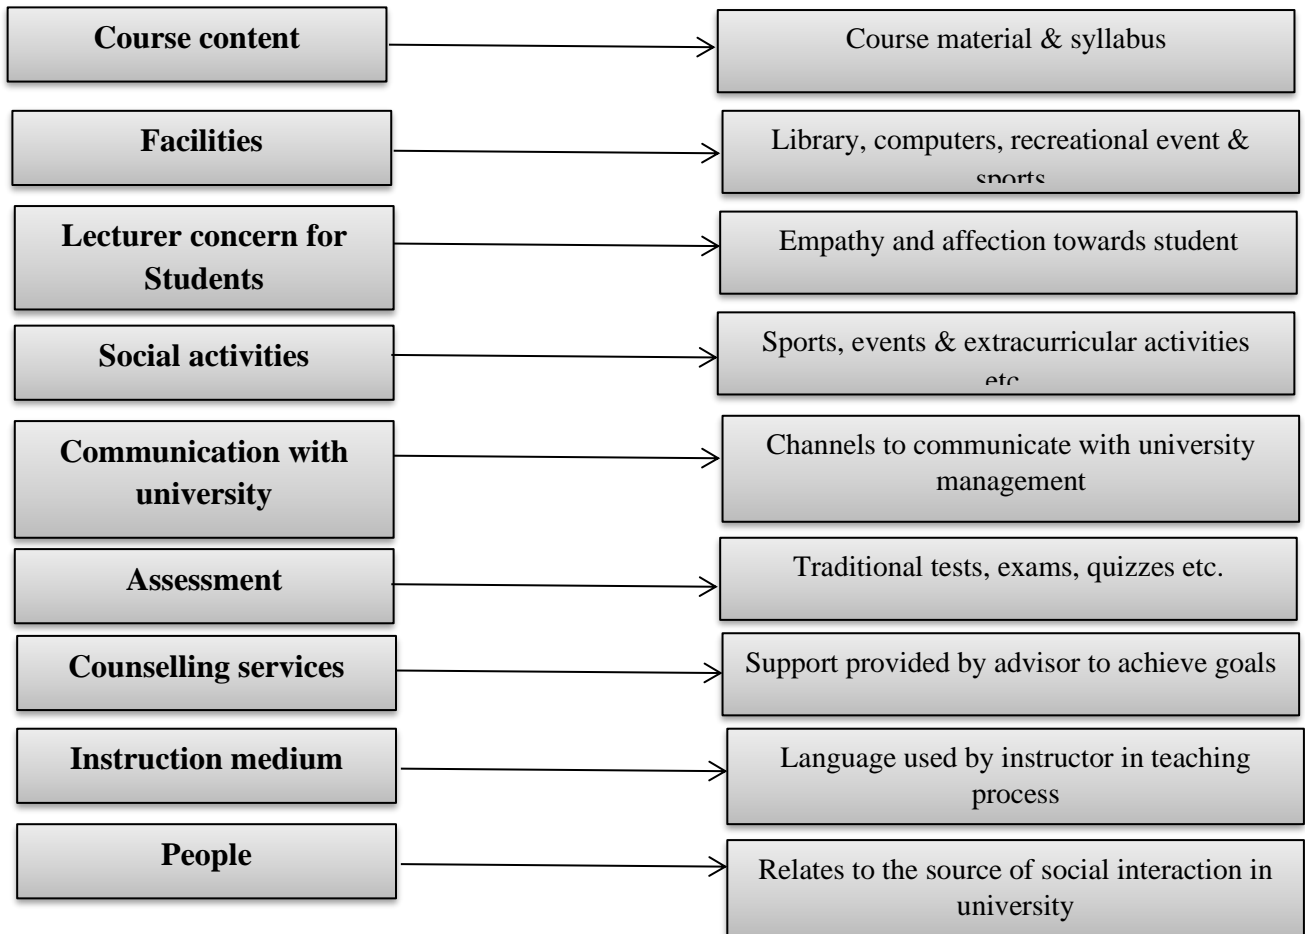 Course content
Course material & syllabus
Facilities
Library, computers, recreational event &
sports
Lecturer concern for
Students
Empathy and affection towards student
Social activities
Sports, events & extracurricular activities
etc
Communication with
university
Channels to communicate with university
management
Assessment
Traditional tests, exams, quizzes etc.
Counselling services
Support provided by advisor to achieve goals
Instruction medium
Language used by instructor in teaching
process
People
Relates to the source of social interaction in
university